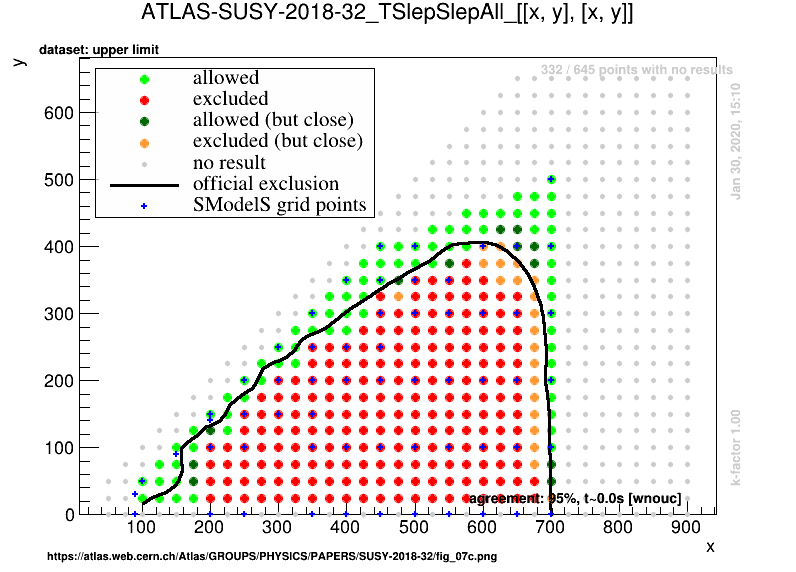 ATLAS-SUSY-2018-32_TSlepSlepAll_[[x, y], [x, y]]
dataset: upper limit
y
332 / 645 points with no results
allowed
excluded
allowed (but close)
excluded (but close)
no result
official exclusion
SModelS grid points
Jan 30, 2020, 15:10
k-factor 1.00
600
500
400
300
200
100
0
agreement: 95%, t~0.0s [wnouc]
100 200 300 400 500 600 700 800 900
x
https://atlas.web.cern.ch/Atlas/GROUPS/PHYSICS/PAPERS/SUSY-2018-32/fig_07c.png